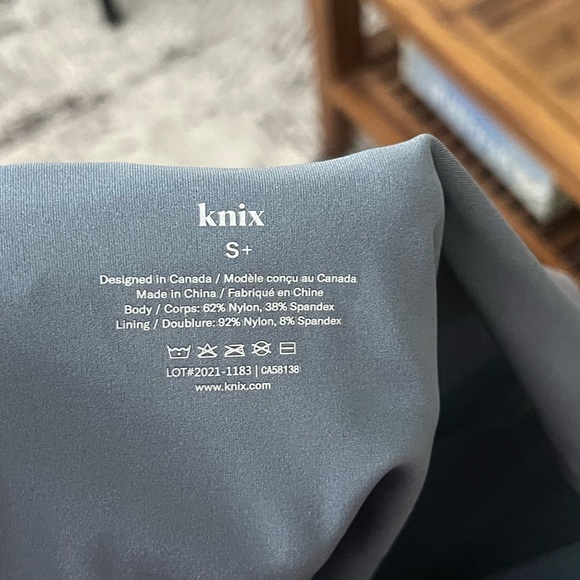 knix
S+
Designed in Canada / Modèle conçu au Canada
Made in China / Fabriqué en Chine
Body / Corps: 62% Nylon, 38% Spandex
Lining / Doublure: 92% Nylon, 8% Spandex
LOT#2021-1183 | CA58138
www.knix.com